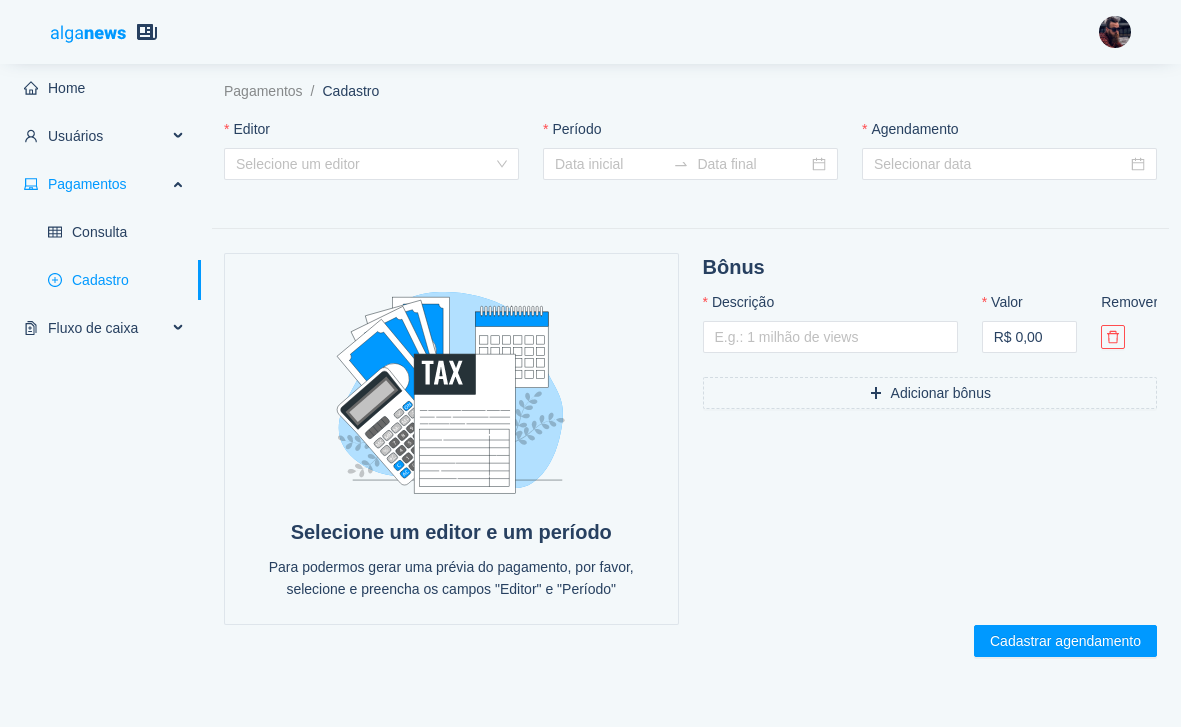 alganews
Home
Usuários
Pagamentos
Consulta
Cadastro
Fluxo de caixa
Pagamentos / Cadastro
* Editor
Selecione um editor
* Período
Data inicial
Data final
* Agendamento
Selecionar data
TAX
Selecione um editor e um período
Para podermos gerar uma prévia do pagamento, por favor,
selecione e preencha os campos "Editor" e "Período"
Bônus
* Descrição
* Valor
Remover
E.g.: 1 milhão de views
R$ 0,00
Adicionar bônus
Cadastrar agendamento